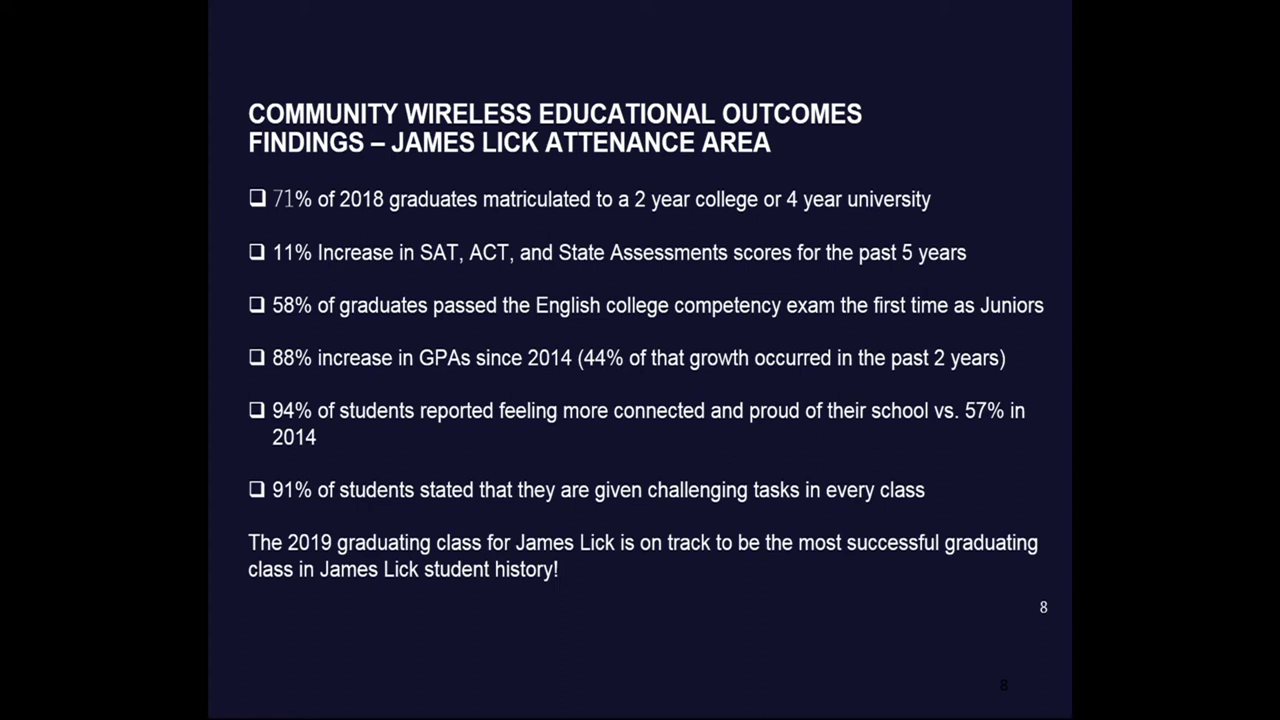 COMMUNITY WIRELESS EDUCATIONAL OUTCOMES
FINDINGS – JAMES LICK ATTENANCE AREA
71% of 2018 graduates matriculated to a 2 year college or 4 year university
11% Increase in SAT, ACT, and State Assessments scores for the past 5 years
58% of graduates passed the English college competency exam the first time as Juniors
88% increase in GPAs since 2014 (44% of that growth occurred in the past 2 years)
94% of students reported feeling more connected and proud of their school vs. 57% in
2014
91% of students stated that they are given challenging tasks in every class
The 2019 graduating class for James Lick is on track to be the most successful graduating
class in James Lick student history!
8
8